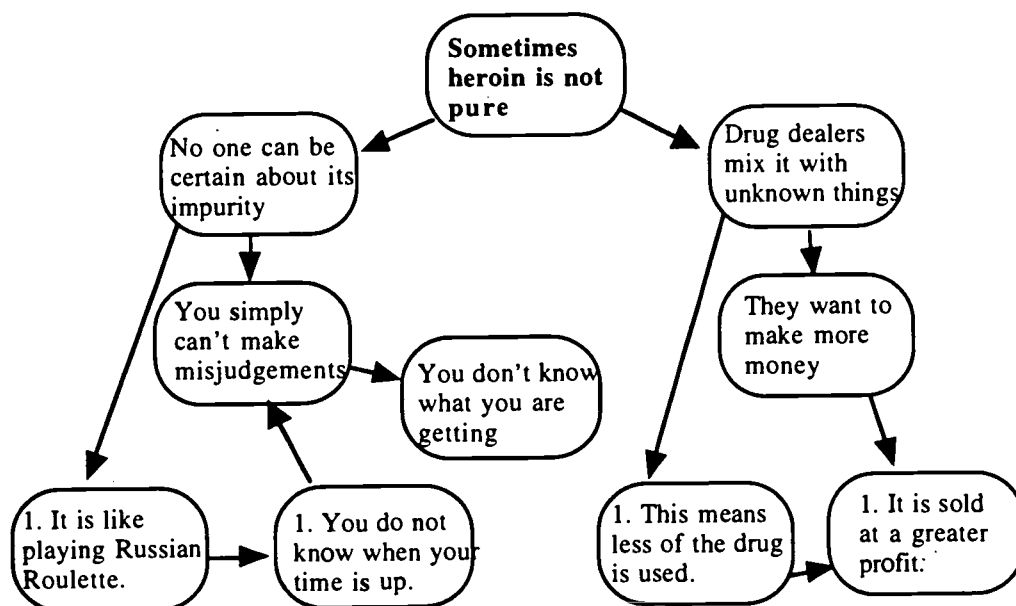 Sometimes
heroin is not
pure
No one can be
certain about its
impurity
Drug dealers
mix it with
unknown things
You simply
can't make
misjudgements
They want to
make more
money
You don't know
what you are
getting
1. It is like
playing Russian
Roulette.
1. You do not
know when your
time is up.
1. This means
less of the drug
is used.
1. It is sold
at a greater
profit.